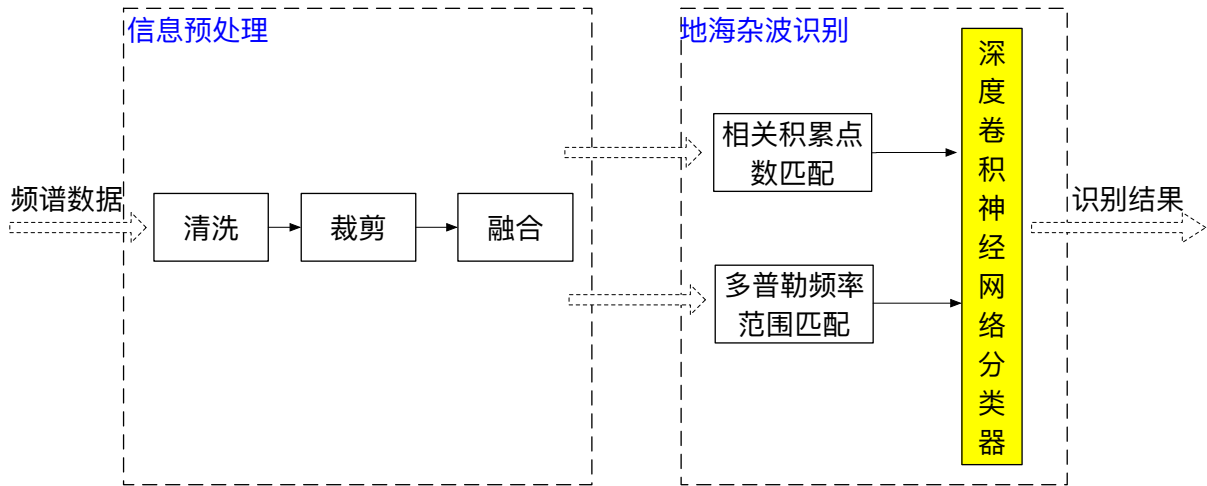 信息预处理
频谱数据
清洗
裁剪
融合
地海杂波识别
相关积累点
数匹配
多普勒频率
范围匹配
深
度
卷
积
神
经
网
络
分
类
器
识别结果